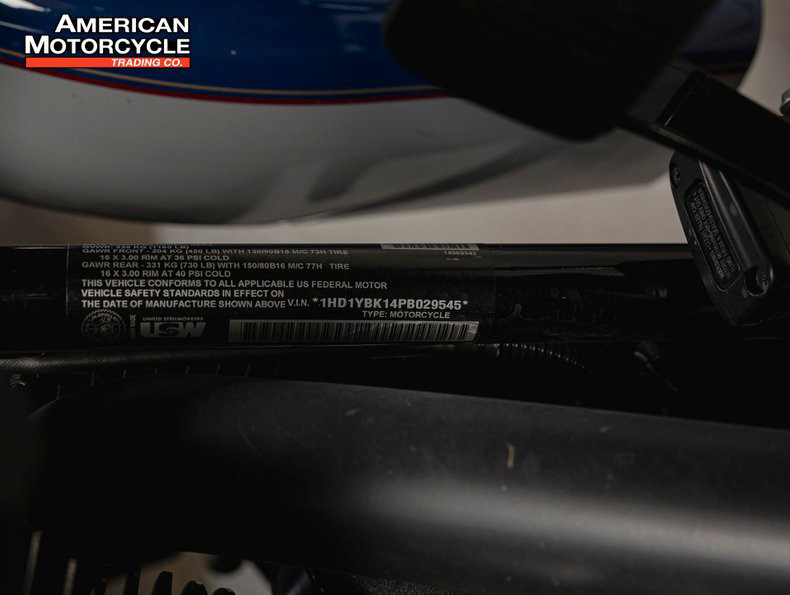 AMERICAN
MOTORCYCLE
TRADING CO.
GAWR FRONT - 204 KG (450 LB) WITH 130/90B16 M/C 73H TIRE
16 X 3.00 RIM AT 36 PSI COLD
GAWR REAR - 331 KG (730 LB) WITH 150/80B16 M/C 77H TIRE
16 X 3.00 RIM AT 40 PSI COLD
THIS VEHICLE CONFORMS TO ALL APPLICABLE US FEDERAL MOTOR
VEHICLE SAFETY STANDARDS IN EFFECT ON
THE DATE OF MANUFACTURE SHOWN ABOVE V.I.N. *1HD1YBK14PB029545*
TYPE: MOTORCYCLE
UNITED STEELWORKERS
USW